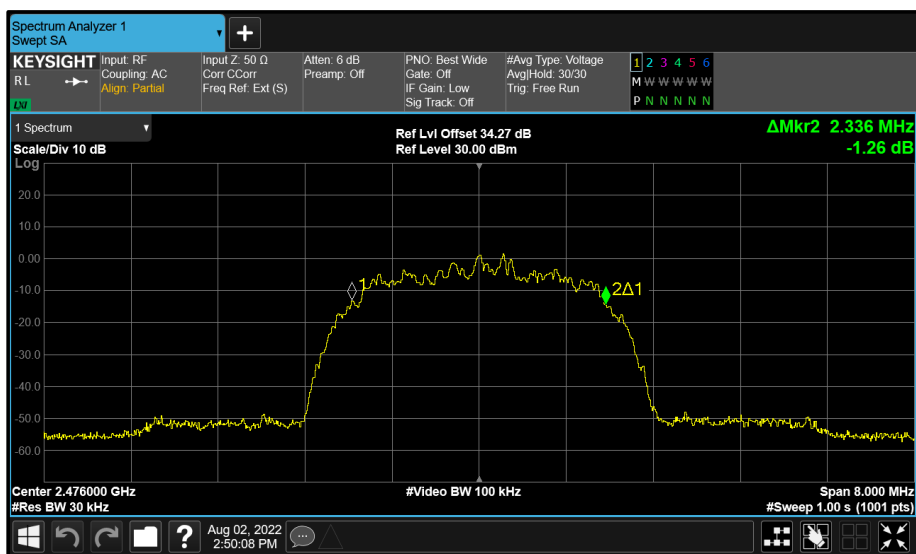 Spectrum Analyzer 1
Swept SA
+
KEYSIGHT
RL
LXI
Input: RF
Coupling: AC
Align: Partial
Input Z: 50 Ω
Corr CCorr
Freq Ref: Ext (S)
Atten: 6 dB
Preamp: Off
PNO: Best Wide
Gate: Off
IF Gain: Low
Sig Track: Off
#Avg Type: Voltage
Avg|Hold: 30/30
Trig: Free Run
1 2 3 4 5 6
M W W W W W
P N N N N N
1 Spectrum
Scale/Div 10 dB
Log
Ref Lvl Offset 34.27 dB
Ref Level 30.00 dBm
ΔMkr2 2.336 MHz
-1.26 dB
20.0
10.0
0.00
-10.0
-20.0
-30.0
-40.0
-50.0
-60.0
1
2Δ1
Center 2.476000 GHz
#Res BW 30 kHz
#Video BW 100 kHz
Span 8.000 MHz
#Sweep 1.00 s (1001 pts)
?
Aug 02, 2022
2:50:08 PM